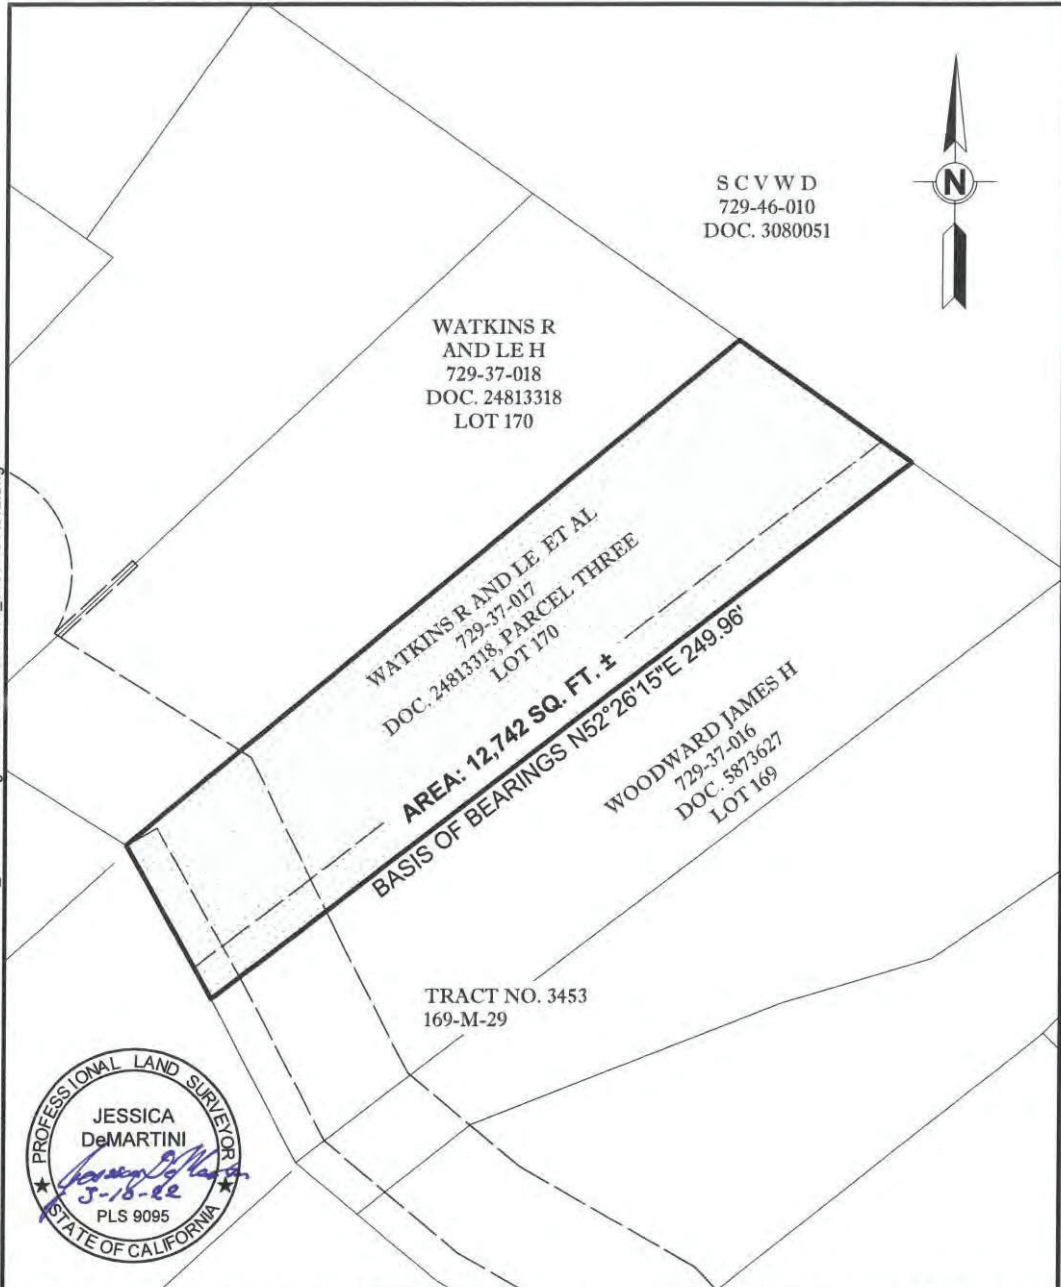 S C V W D
729-46-010
DOC. 3080051
N
WATKINS R
AND LE H
729-37-018
DOC. 24813318
LOT 170
WATKINS R AND LE ET AL
729-37-017
DOC. 24813318, PARCEL THREE
LOT 170
AREA: 12,742 SQ. FT. ±
BASIS OF BEARINGS N52°26'15"E 249.96'
WOODWARD JAMES H
729-37-016
DOC. 5873627
LOT 169
TRACT NO. 3453
169-M-29
PROFESSIONAL LAND SURVEYOR
JESSICA
DeMARTINI
PLS 9095
STATE OF CALIFORNIA